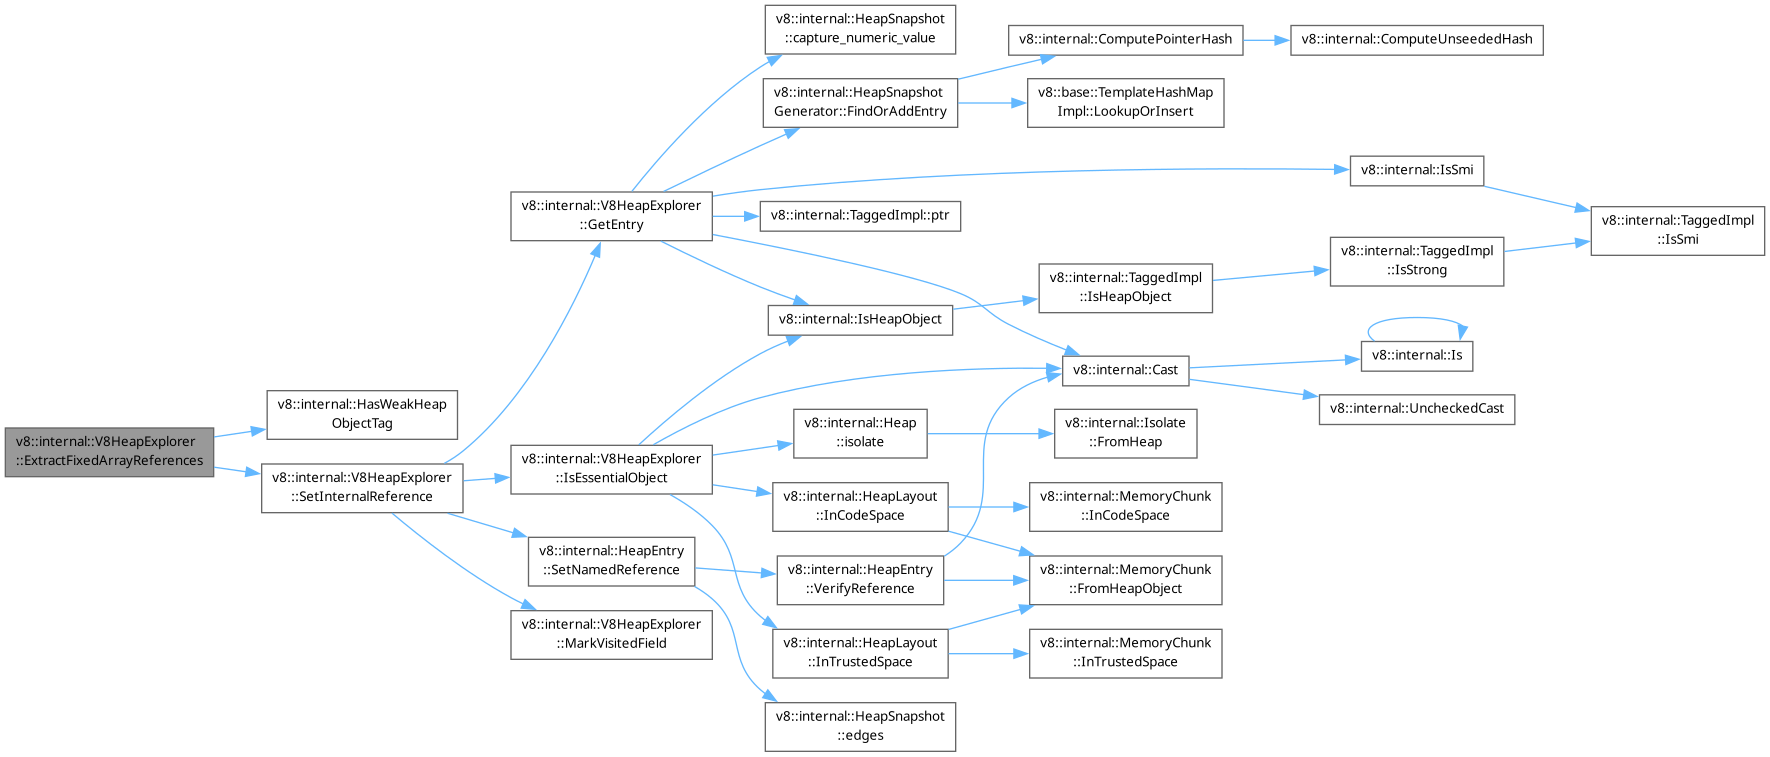 v8::internal::V8HeapExplorer
::ExtractFixedArrayReferences
v8::internal::HasWeakHeap
ObjectTag
v8::internal::V8HeapExplorer
::SetInternalReference
v8::internal::V8HeapExplorer
::GetEntry
v8::internal::V8HeapExplorer
::IsEssentialObject
v8::internal::HeapEntry
::SetNamedReference
v8::internal::V8HeapExplorer
::MarkVisitedField
v8::internal::HeapSnapshot
::capture_numeric_value
v8::internal::HeapSnapshot
Generator::FindOrAddEntry
v8::internal::TaggedImpl::ptr
v8::internal::IsHeapObject
v8::internal::Heap
::isolate
v8::internal::HeapLayout
::InCodeSpace
v8::internal::HeapEntry
::VerifyReference
v8::internal::HeapLayout
::InTrustedSpace
v8::internal::HeapSnapshot
::edges
v8::internal::ComputePointerHash
v8::base::TemplateHashMap
Impl::LookupOrInsert
v8::internal::TaggedImpl
::IsHeapObject
v8::internal::Cast
v8::internal::Isolate
::FromHeap
v8::internal::MemoryChunk
::InCodeSpace
v8::internal::MemoryChunk
::FromHeapObject
v8::internal::MemoryChunk
::InTrustedSpace
v8::internal::ComputeUnseededHash
v8::internal::IsSmi
v8::internal::TaggedImpl
::IsStrong
v8::internal::Is
v8::internal::UncheckedCast
v8::internal::TaggedImpl
::IsSmi